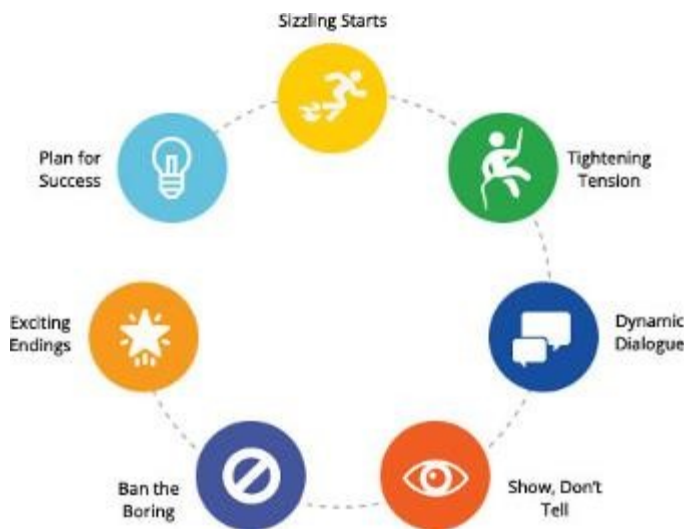 Sizzling Starts
Plan for
Success
Tightening
Tension
Exciting
Endings
Dynamic
Dialogue
Ban the
Boring
Show, Don't
Tell